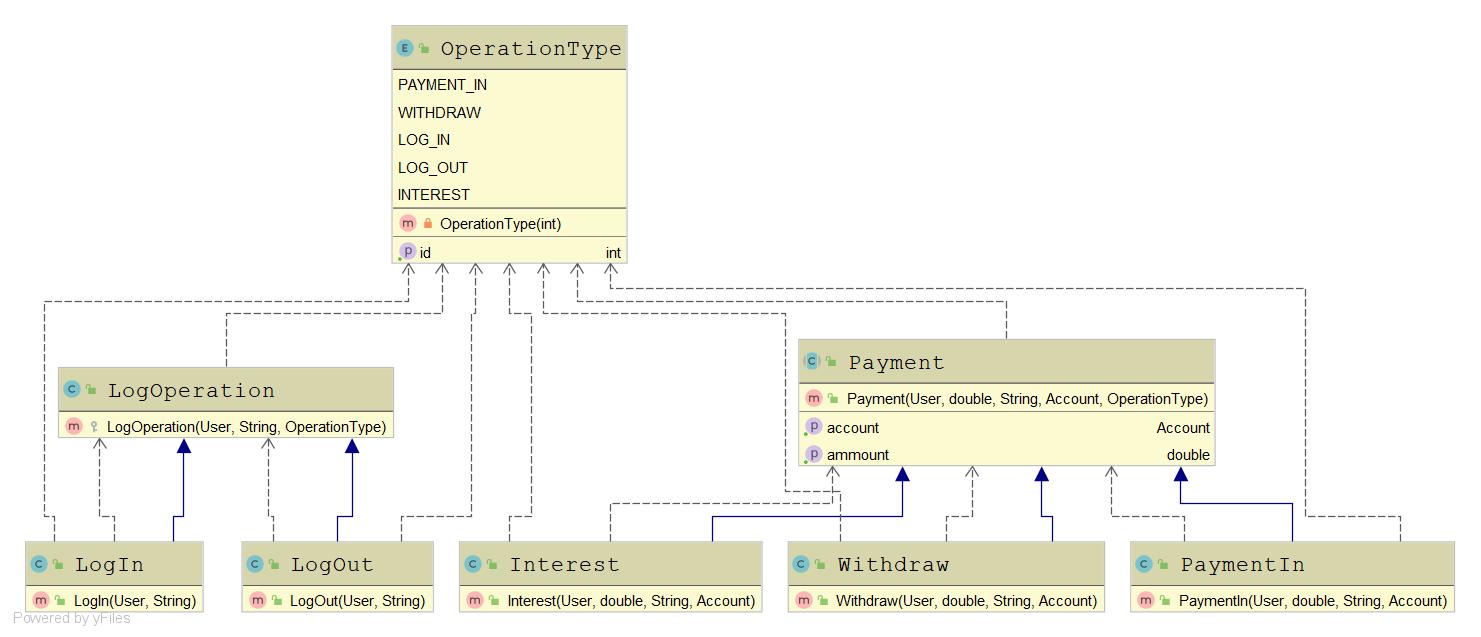 E OperationType
PAYMENT_IN
WITHDRAW
LOG_IN
LOG_OUT
INTEREST
m OperationType(int)
p id int
C LogOperation
m LogOperation(User, String, OperationType)
C Payment
m Payment(User, double, String, Account, OperationType)
p account Account
p ammount double
C LogIn
m LogIn(User, String)
C LogOut
m LogOut(User, String)
C Interest
m Interest(User, double, String, Account)
C Withdraw
m Withdraw(User, double, String, Account)
C PaymentIn
m PaymentIn(User, double, String, Account)
Powered by yFiles